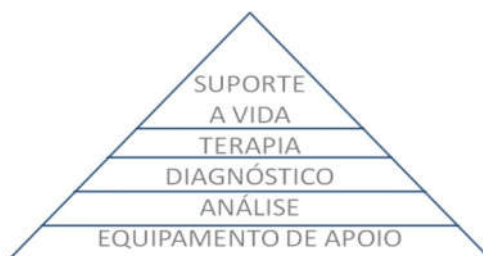 SUPORTE
A VIDA
TERAPIA
DIAGNÓSTICO
ANÁLISE
EQUIPAMENTO DE APOIO